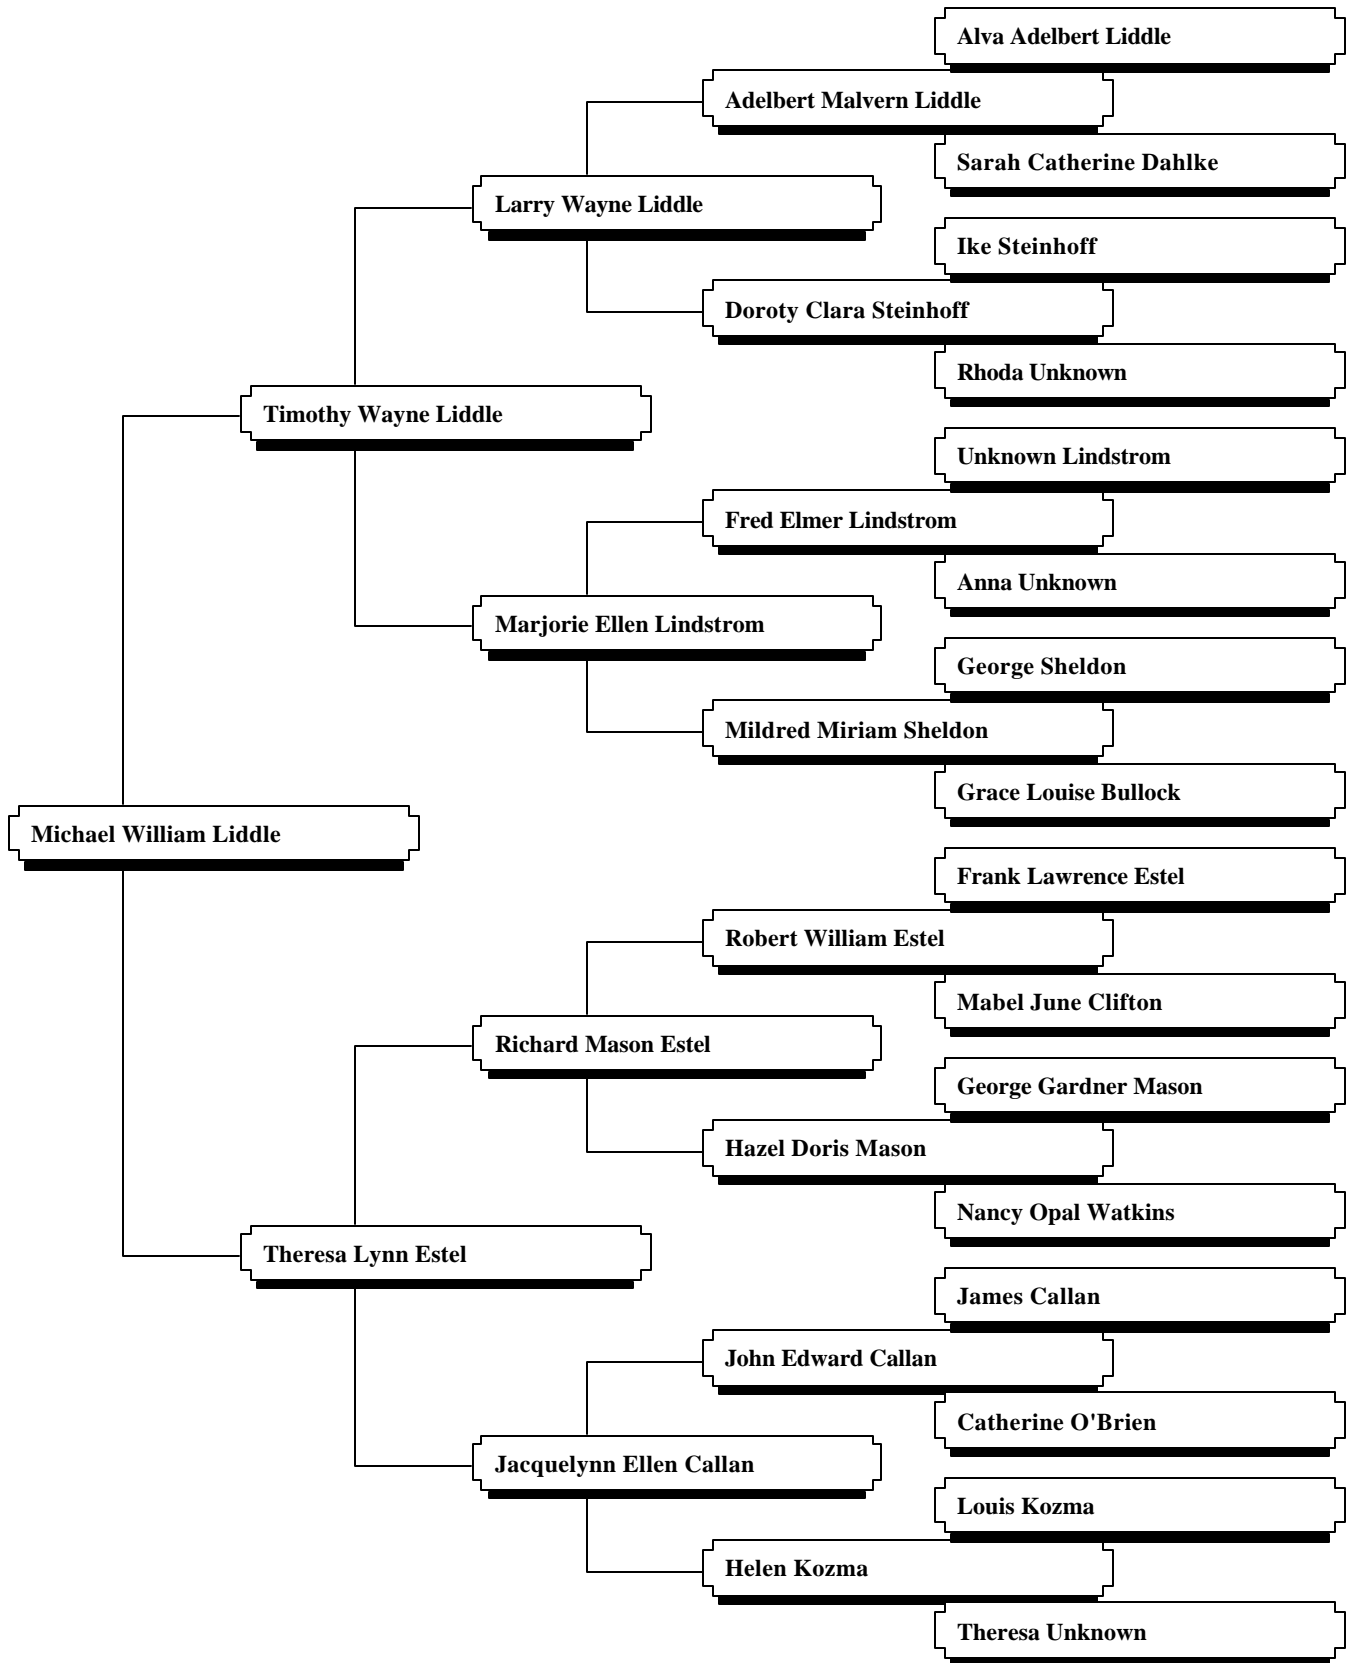 Alva Adelbert Liddle
Adelbert Malvern Liddle
Sarah Catherine Dahlke
Larry Wayne Liddle
Ike Steinhoff
Doroty Clara Steinhoff
Rhoda Unknown
Timothy Wayne Liddle
Unknown Lindstrom
Fred Elmer Lindstrom
Anna Unknown
Marjorie Ellen Lindstrom
George Sheldon
Mildred Miriam Sheldon
Grace Louise Bullock
Michael William Liddle
Frank Lawrence Estel
Robert William Estel
Mabel June Clifton
Richard Mason Estel
George Gardner Mason
Hazel Doris Mason
Nancy Opal Watkins
Theresa Lynn Estel
James Callan
John Edward Callan
Catherine O'Brien
Jacquelynn Ellen Callan
Louis Kozma
Helen Kozma
Theresa Unknown